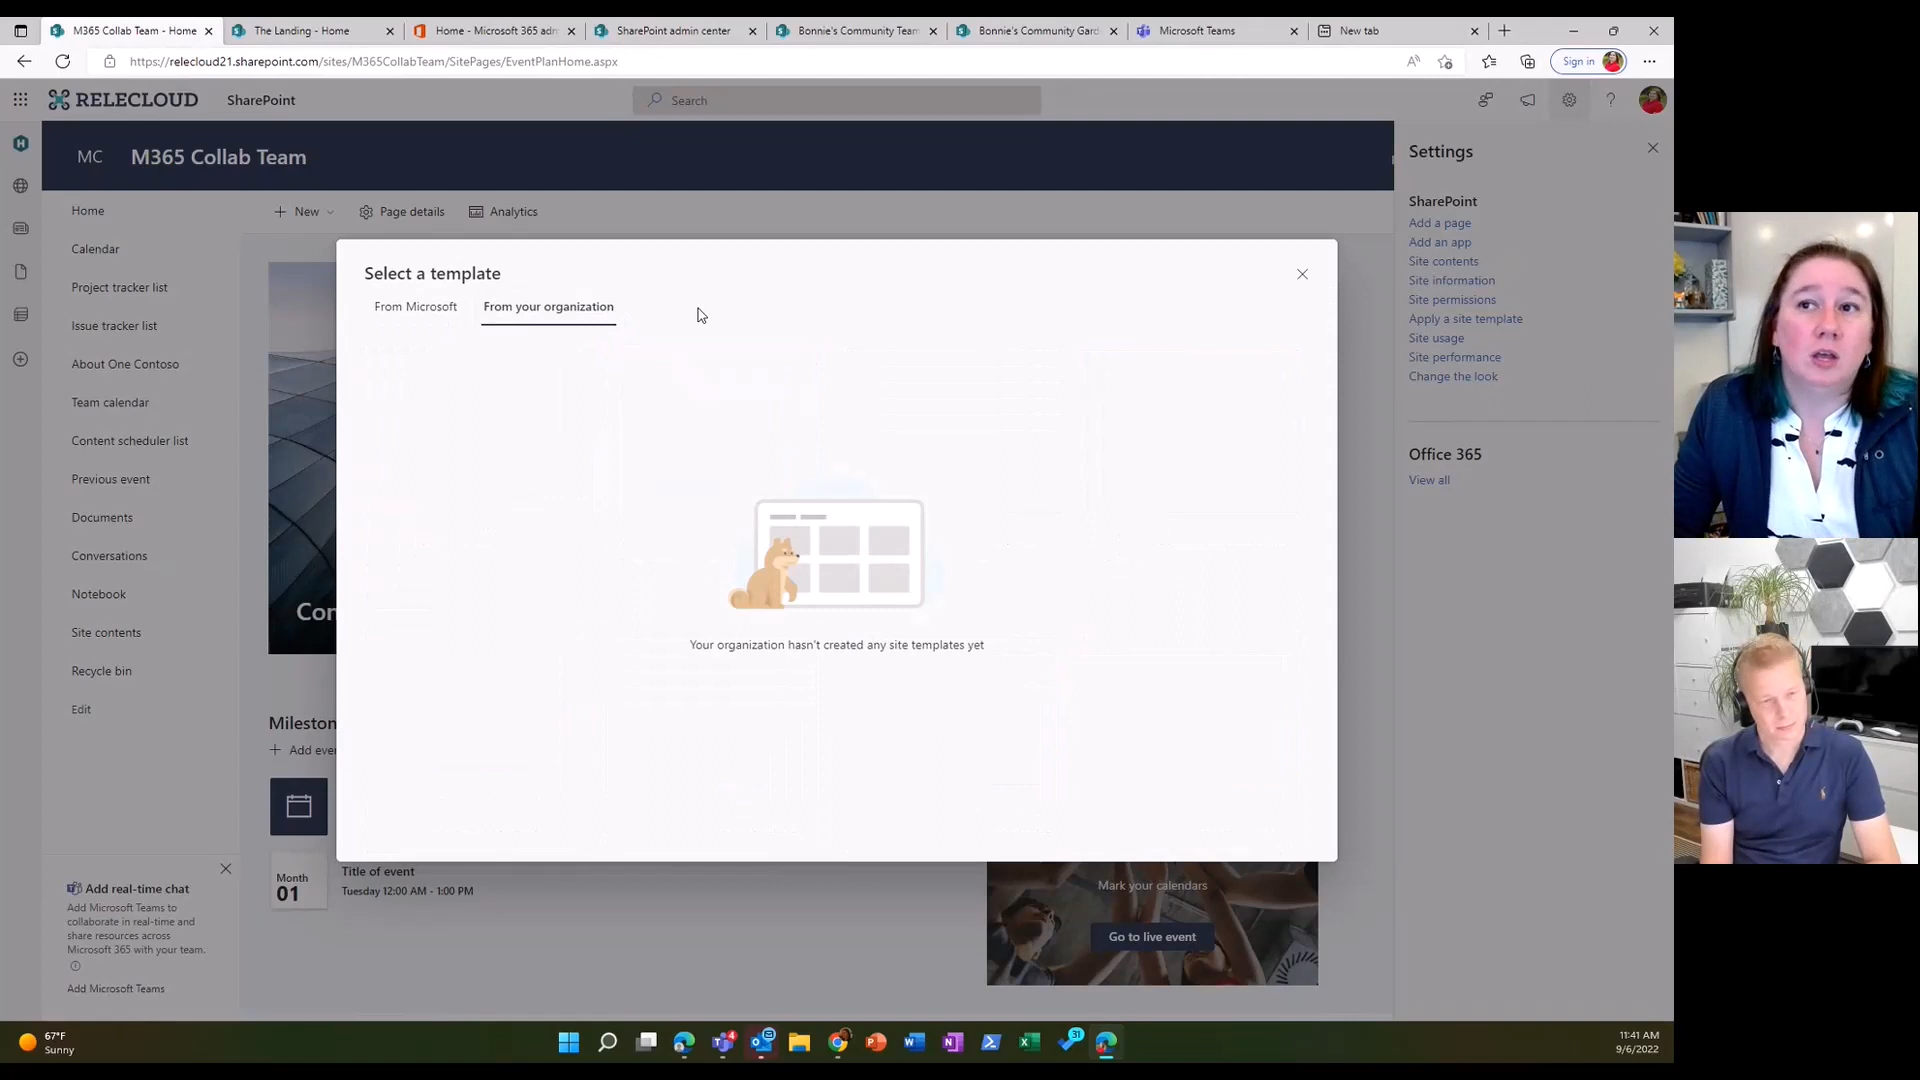 M365 Collab Team - Home
The Landing - Home
Home - Microsoft 365 adm
SharePoint admin center
Bonnie's Community Team
Bonnie's Community Gard
Microsoft Teams
New tab
https://relecloud21.sharepoint.com/sites/M365CollabTeam/SitePages/EventPlanHome.aspx
Sign in
RELECLOUD
SharePoint
Search
MC
M365 Collab Team
Settings
Home
New
Page details
Analytics
SharePoint
Add a page
Add an app
Site contents
Site information
Site permissions
Apply a site template
Site usage
Site performance
Change the look
Office 365
View all
Calendar
Project tracker list
Issue tracker list
About One Contoso
Team calendar
Content scheduler list
Previous event
Documents
Conversations
Notebook
Site contents
Recycle bin
Edit
Select a template
From Microsoft
From your organization
Your organization hasn't created any site templates yet
Con
Mileston
Add ever
Month
01
Title of event
Tuesday 12:00 AM - 1:00 PM
Mark your calendars
Go to live event
Add real-time chat
Add Microsoft Teams to
collaborate in real-time and
share resources across
Microsoft 365 with your team.
Add Microsoft Teams
67°F
Sunny
4
31
11:41 AM
9/6/2022